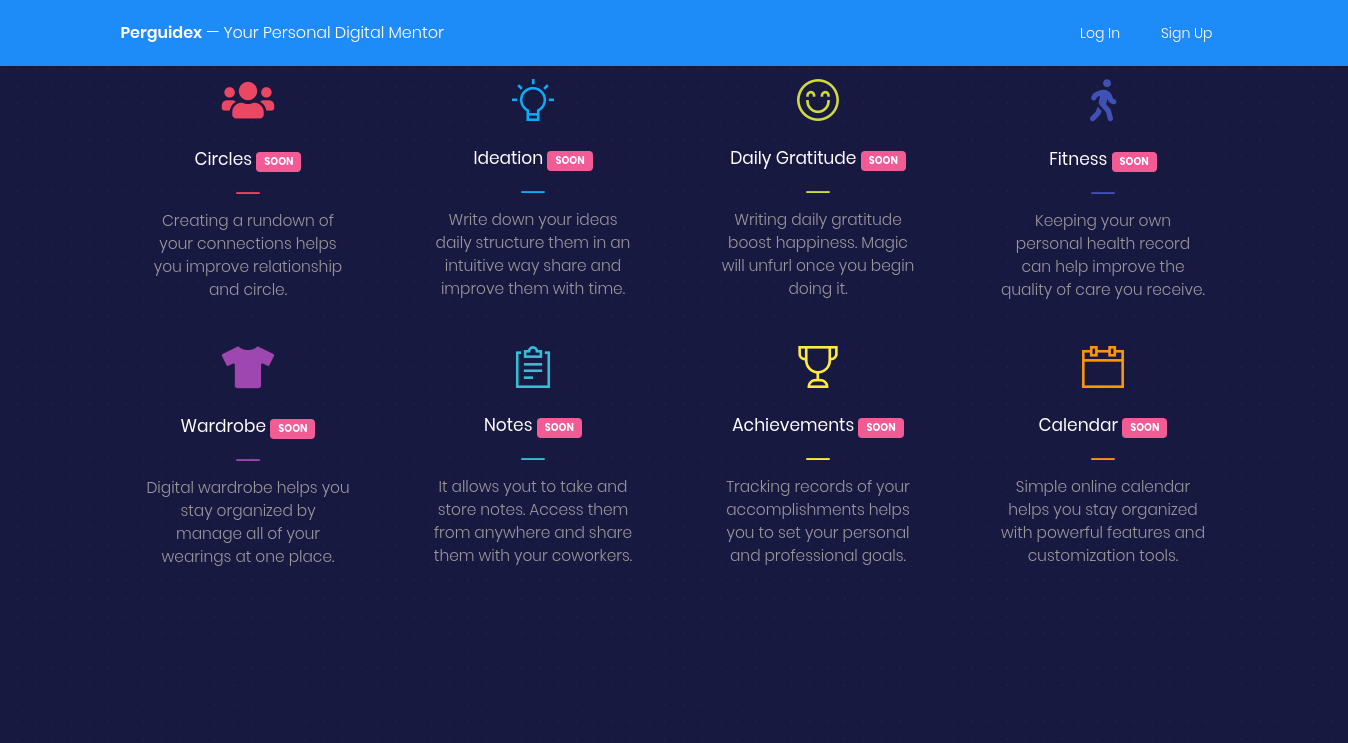 Perguidex — Your Personal Digital Mentor
Log In
Sign Up
Circles SOON
Creating a rundown of
your connections helps
you improve relationship
and circle.
Ideation SOON
Write down your ideas
daily structure them in an
intuitive way share and
improve them with time.
Daily Gratitude SOON
Writing daily gratitude
boost happiness. Magic
will unfurl once you begin
doing it.
Fitness SOON
Keeping your own
personal health record
can help improve the
quality of care you receive.
Wardrobe SOON
Digital wardrobe helps you
stay organized by
manage all of your
wearings at one place.
Notes SOON
It allows yout to take and
store notes. Access them
from anywhere and share
them with your coworkers.
Achievements SOON
Tracking records of your
accomplishments helps
you to set your personal
and professional goals.
Calendar SOON
Simple online calendar
helps you stay organized
with powerful features and
customization tools.